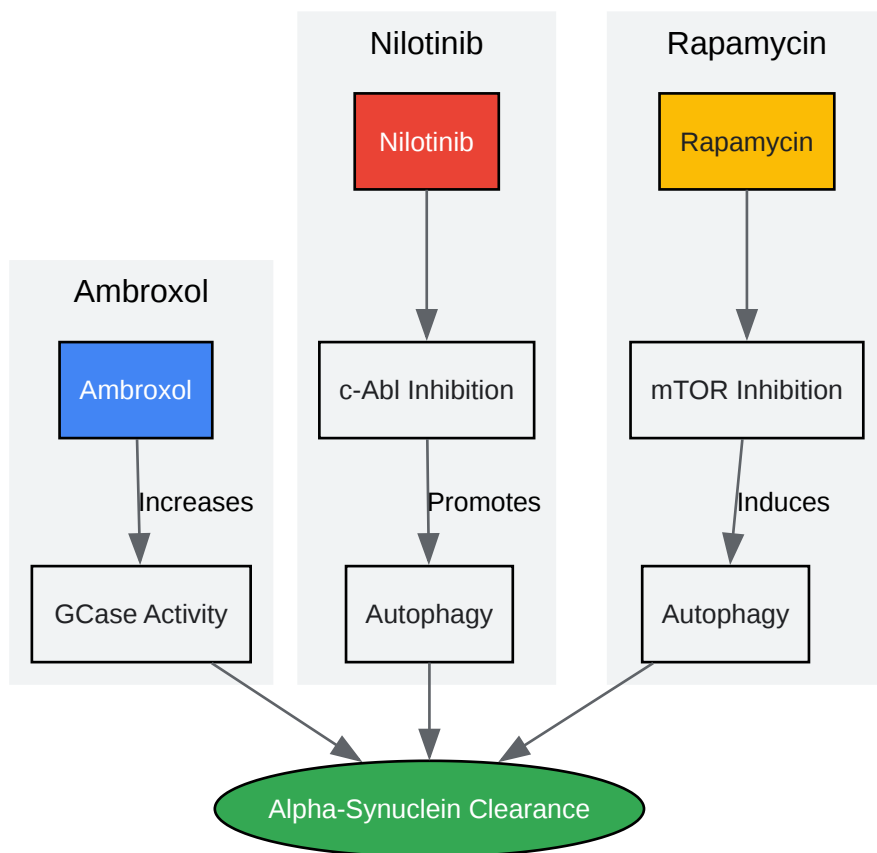 Nilotinib
Rapamycin
Nilotinib
Rapamycin
Ambroxol
Ambroxol
c-Abl Inhibition
mTOR Inhibition
Increases
Promotes
Induces
GCase Activity
Autophagy
Autophagy
Alpha-Synuclein Clearance